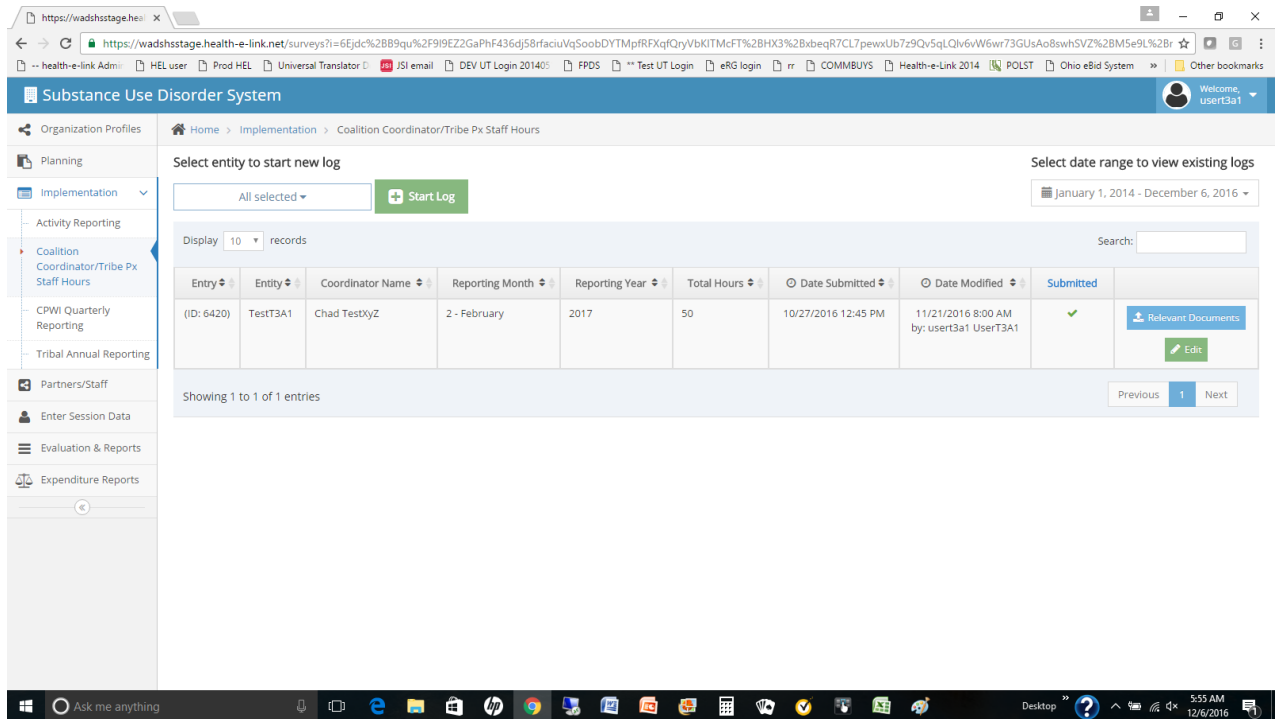 https://wadshsstage.heal
https://wadshsstage.health-e-link.net/surveys?i=6Ejdc%2BB9qu%2F9I9EZ2GaPhF436dj58rfaciuVqSoobDYTMpfRFXqfQryVbKITMcFT%2BHX3%2BxbeqR7CL7pewxUb7z9Qv5qLQlv6vW6wr73GUsAo8swhSVZ%2BM5e9L%2Br
-- health-e-link Admi HEL user Prod HEL Universal Translator D JSI JSI email DEV UT Login 201405 FPDS ** Test UT Login eRG login rr COMMBUYS Health-e-Link 2014 POLST Ohio eBid System » Other bookmarks
Substance Use Disorder System
Welcome,
usert3a1
Organization Profiles
Planning
Implementation
Activity Reporting
Coalition
Coordinator/Tribe Px
Staff Hours
CPWI Quarterly
Reporting
Tribal Annual Reporting
Partners/Staff
Enter Session Data
Evaluation & Reports
Expenditure Reports
Home > Implementation > Coalition Coordinator/Tribe Px Staff Hours
Select entity to start new log
Select date range to view existing logs
All selected
Start Log
January 1, 2014 - December 6, 2016
Display 10 records
Search:
Entry Entity Coordinator Name Reporting Month Reporting Year Total Hours Date Submitted Date Modified Submitted
(ID: 6420) TestT3A1 Chad TestXyZ 2 - February 2017 50 10/27/2016 12:45 PM 11/21/2016 8:00 AM
by: usert3a1 UserT3A1
Relevant Documents
Edit
Showing 1 to 1 of 1 entries
Previous 1 Next
Ask me anything
Desktop »
5:55 AM
12/6/2016